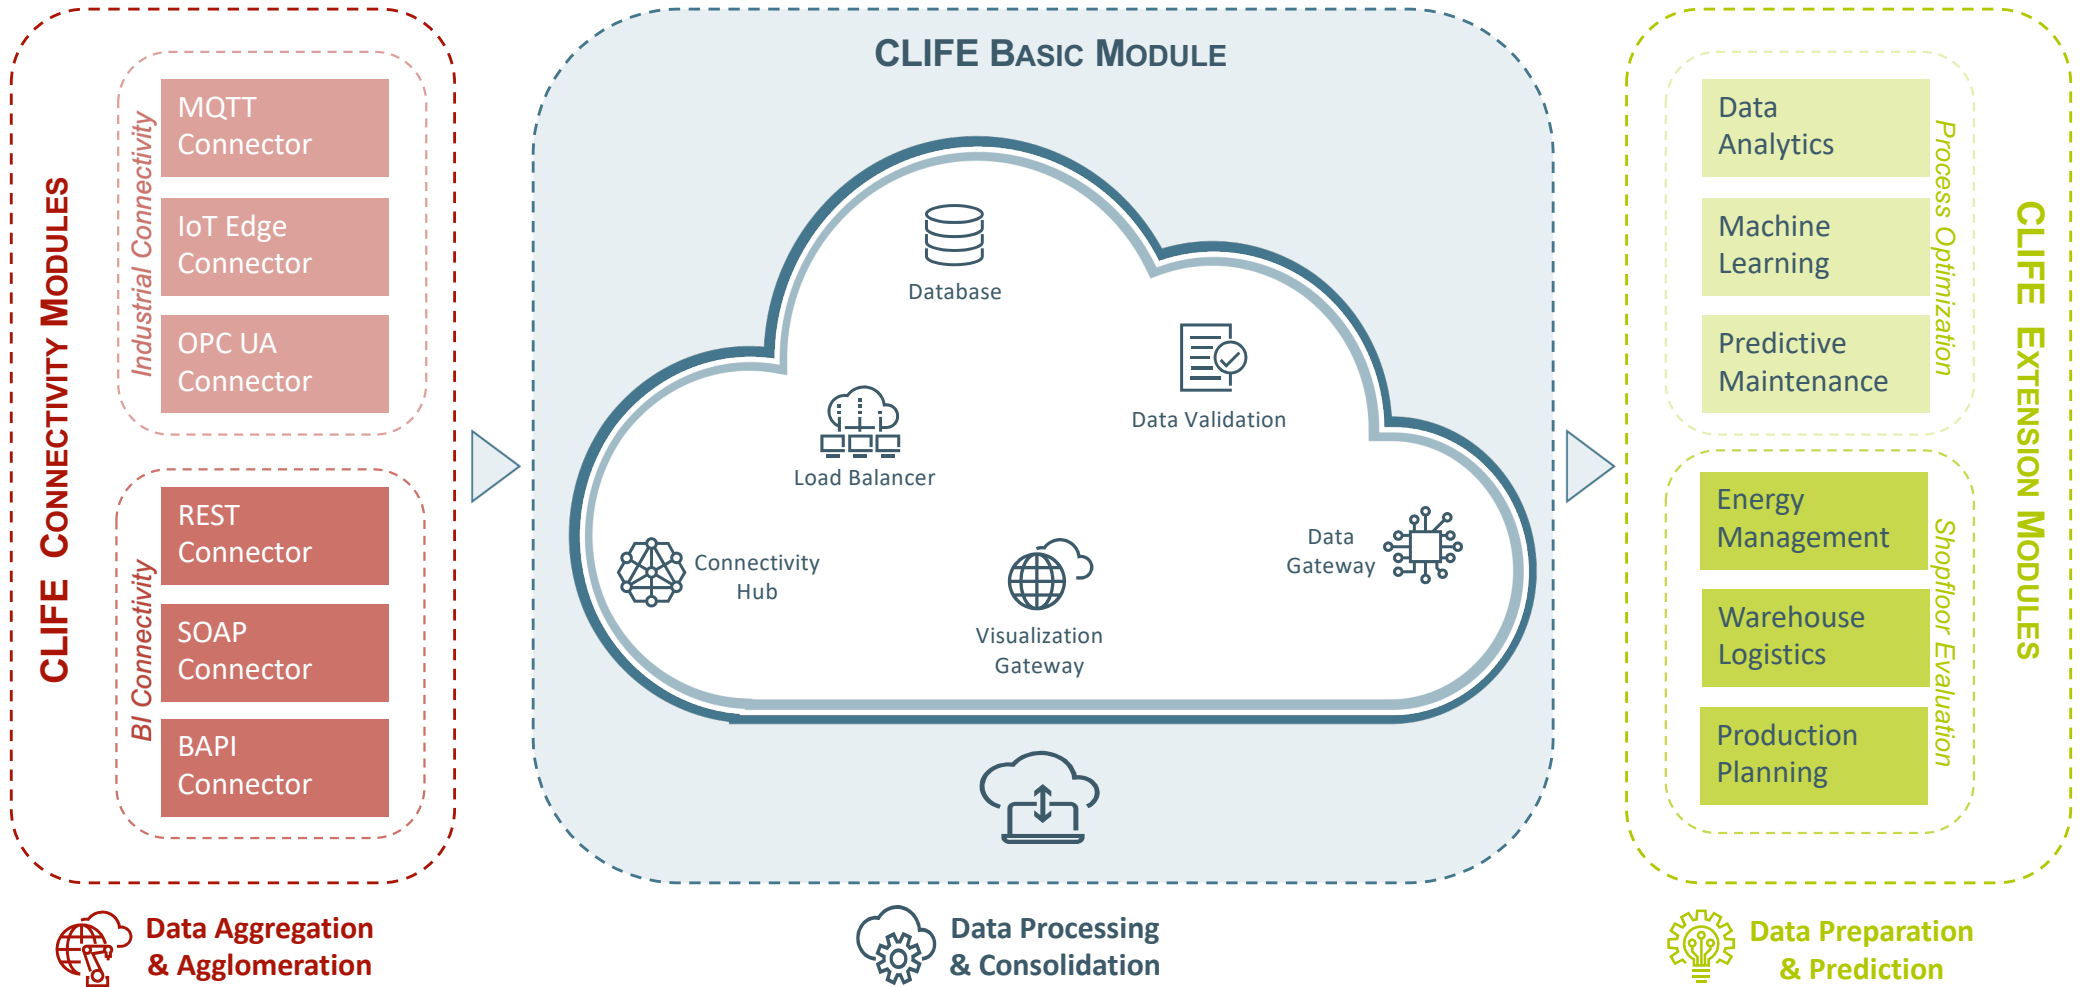 CLIFE CONNECTIVITY MODULES
Industrial Connectivity
MQTT
Connector
IoT Edge
Connector
OPC UA
Connector
BI Connectivity
REST
Connector
SOAP
Connector
BAPI
Connector
Data Aggregation
& Agglomeration
CLIFE BASIC MODULE
Database
Data Validation
Load Balancer
Connectivity
Hub
Visualization
Gateway
Data
Gateway
Data Processing
& Consolidation
Data
Analytics
Machine
Learning
Predictive
Maintenance
Process Optimization
Energy
Management
Warehouse
Logistics
Production
Planning
Shopfloor Evaluation
CLIFE EXTENSION MODULES
Data Preparation
& Prediction